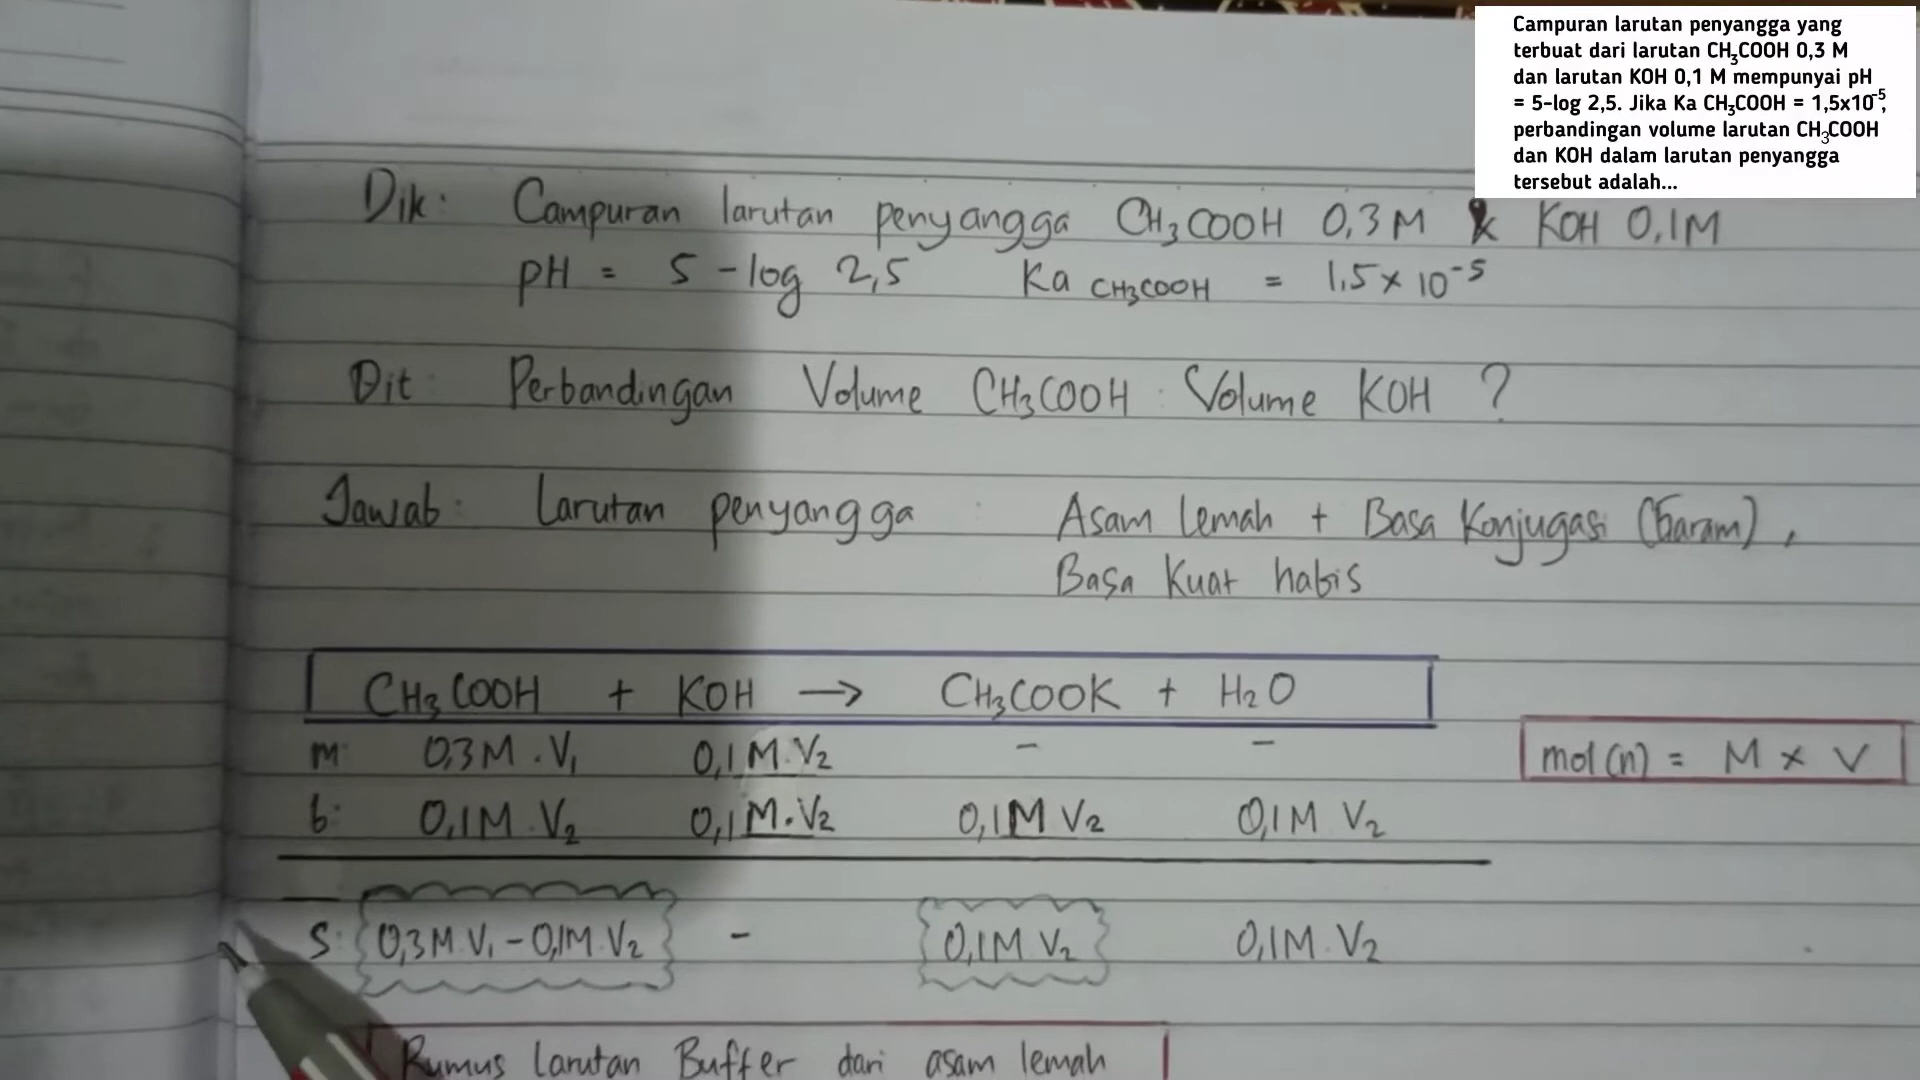 Campuran larutan penyangga yang
terbuat dari larutan CH₃COOH 0,3 M
dan larutan KOH 0,1 M mempunyai pH
= 5-log 2,5. Jika Ka CH₃COOH = 1,5x10⁻⁵,
perbandingan volume larutan CH₃COOH
dan KOH dalam larutan penyangga
tersebut adalah...
Dik: Campuran larutan penyangga CH₃COOH 0,3 M & KOH 0,1M
pH = 5 - log 2,5 Ka CH₃COOH = 1,5 x 10⁻⁵
Dit: Perbandingan Volume CH₃COOH : Volume KOH ?
Jawab: Larutan penyangga : Asam lemah + Basa Konjugasi (Garam),
Basa Kuat habis
CH₃COOH + KOH → CH₃COOK + H₂O
m: 0,3M . V₁ 0,1M.V₂ - -
mol (n) = M x V
b: 0,1M . V₂ 0,1M.V₂ 0,1M V₂ 0,1M V₂
S: 0,3M.V₁ - 0,1M.V₂ - 0,1M V₂ 0,1M.V₂
Rumus larutan Buffer dari asam lemah